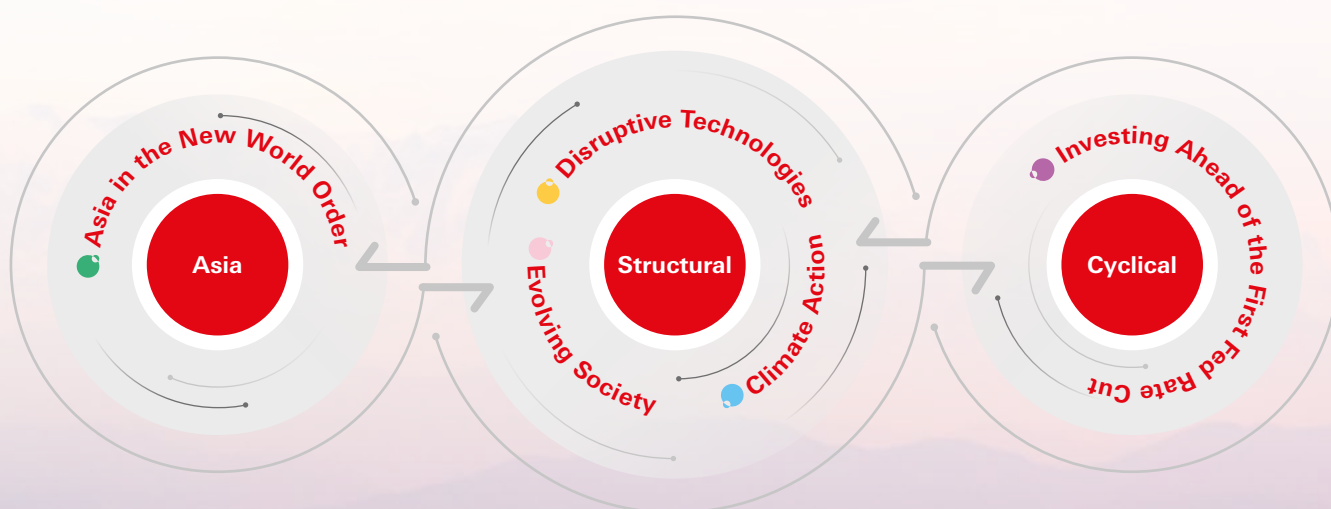 Asia in the New World Order
Asia
Disruptive Technologies
Structural
Evolving Society
Climate Action
Investing Ahead of the First Fed Rate Cut
Cyclical